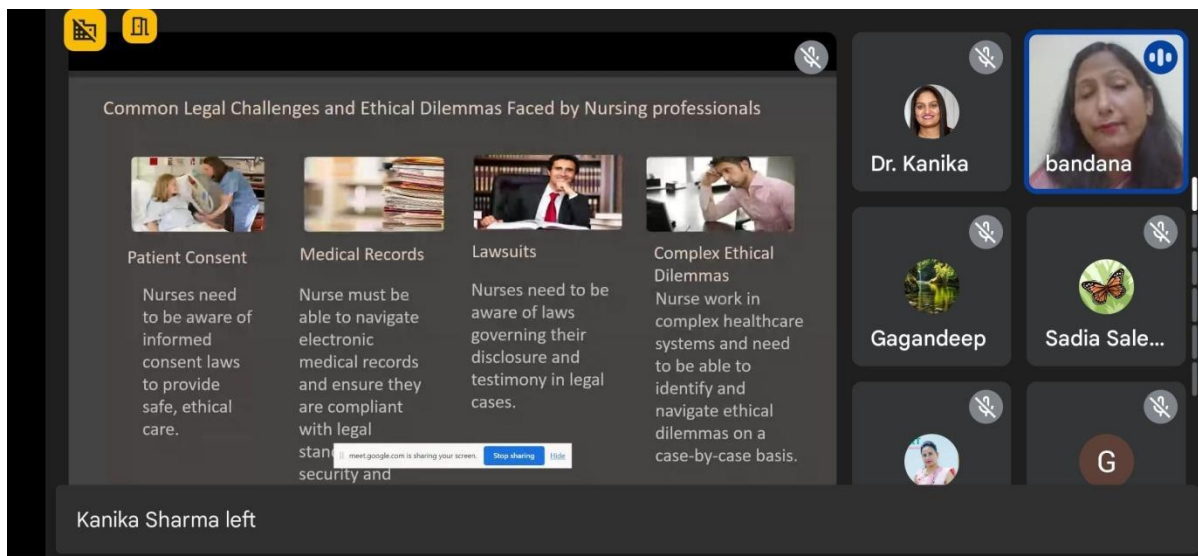 Common Legal Challenges and Ethical Dilemmas Faced by Nursing professionals
Patient Consent
Nurses need
to be aware of
informed
consent laws
to provide
safe, ethical
care.
Medical Records
Nurse must be
able to navigate
electronic
medical records
and ensure they
are compliant
with legal
security and
Lawsuits
Nurses need to be
aware of laws
governing their
disclosure and
testimony in legal
cases.
Complex Ethical
Dilemmas
Nurse work in
complex healthcare
systems and need
to be able to
identify and
navigate ethical
dilemmas on a
case-by-case basis.
meet.google.com is sharing your screen.
Stop sharing
Hide
Dr. Kanika
bandana
Gagandeep
Sadia Sale...
G
Kanika Sharma left